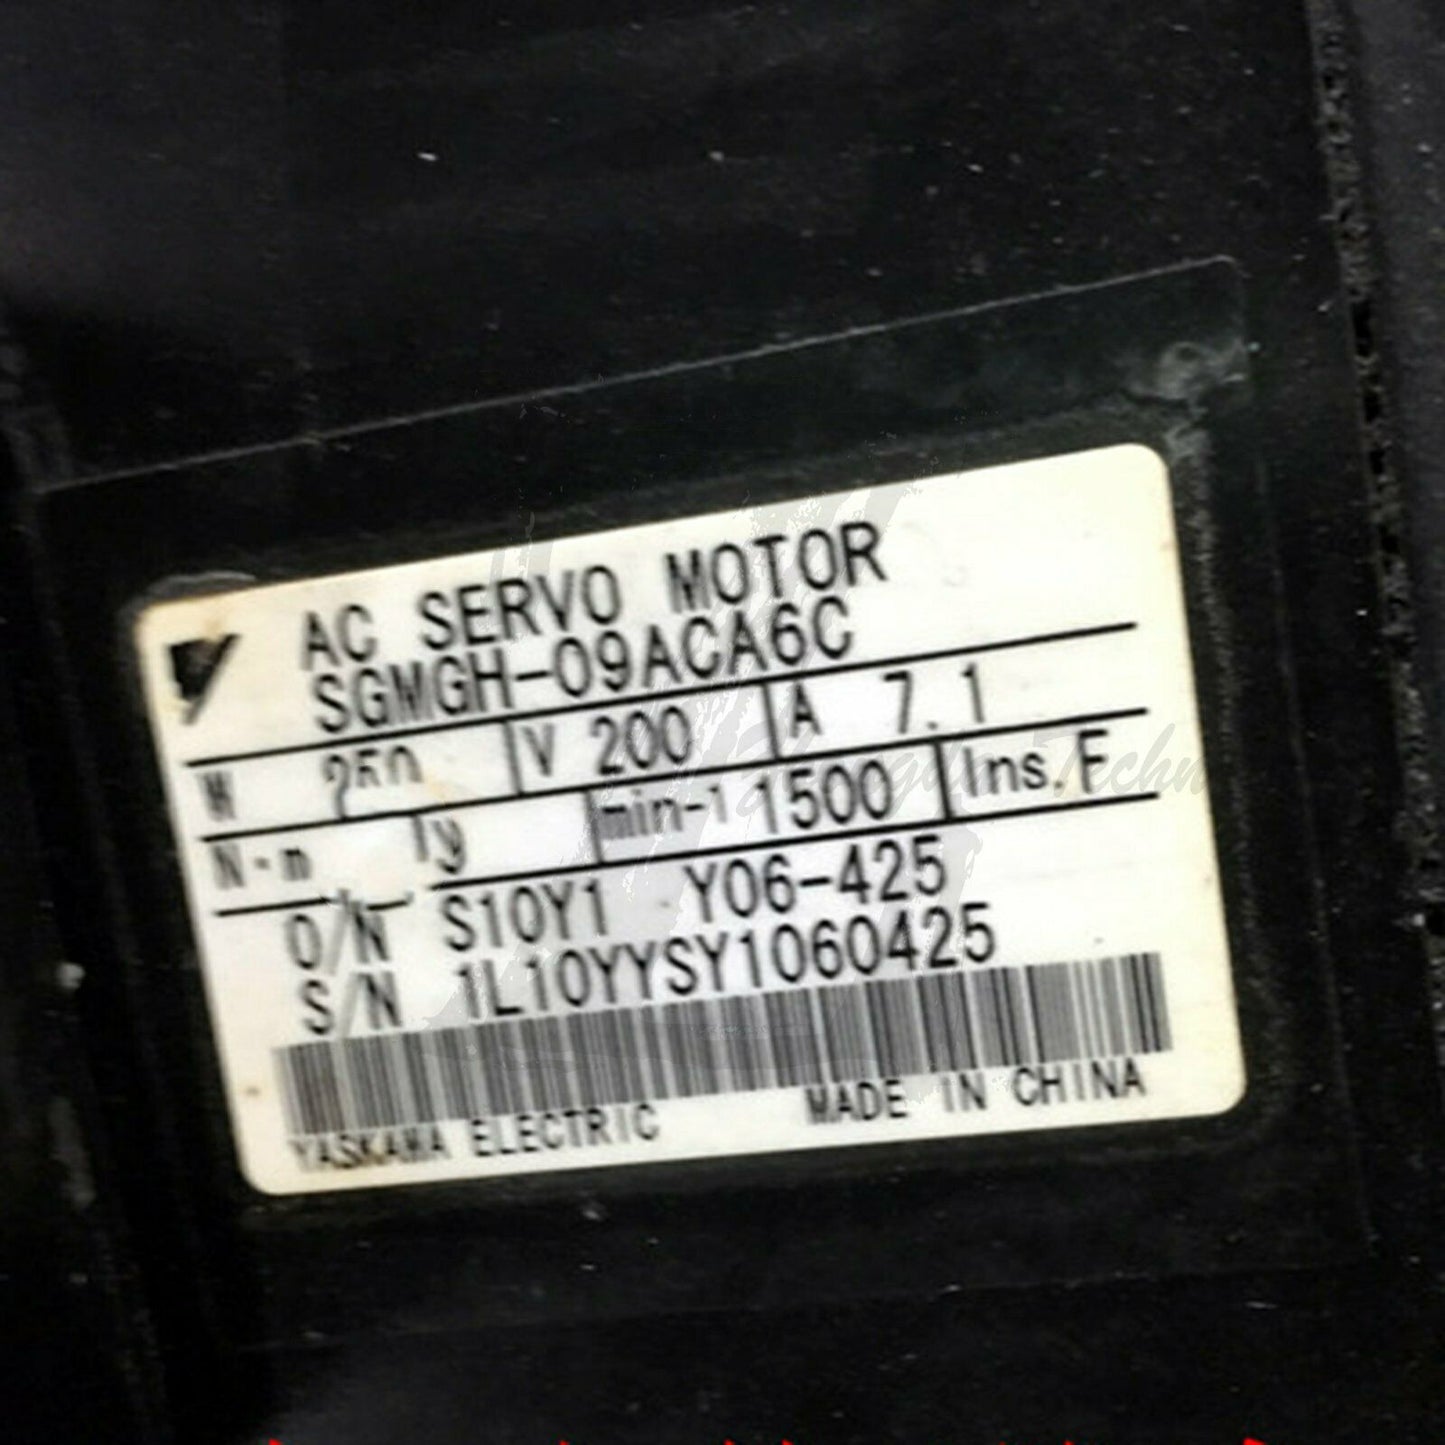 AC SERVO MOTOR
SGMGH-09ACA6C
W V 200 A 7.1
N·m min-1 1500 Ins. F
O/N S10Y1 Y06-425
S/N 1L10YYSY1060425
YASKAWA ELECTRIC MADE IN CHINA